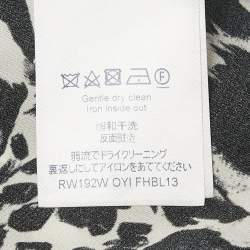 Gentle dry clean
Iron inside out
柔和干洗
反面熨烫
弱流でドライクリーニング
裏返しにしてアイロンをあててください
RW192W OYI FHBL13